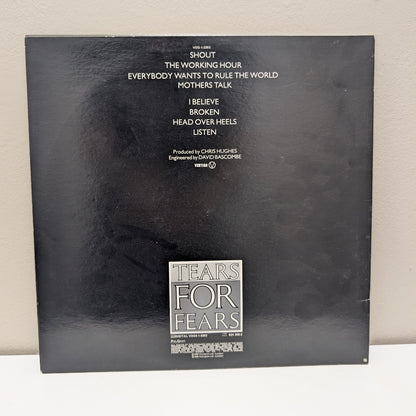 SHOUT
THE WORKING HOUR
EVERYBODY WANTS TO RULE THE WORLD
MOTHERS TALK
I BELIEVE
BROKEN
HEAD OVER HEELS
LISTEN
Produced by CHRIS HUGHES
Engineered by DAVID BASCOMBE
VERTIGO
TEARS
FOR
FEARS